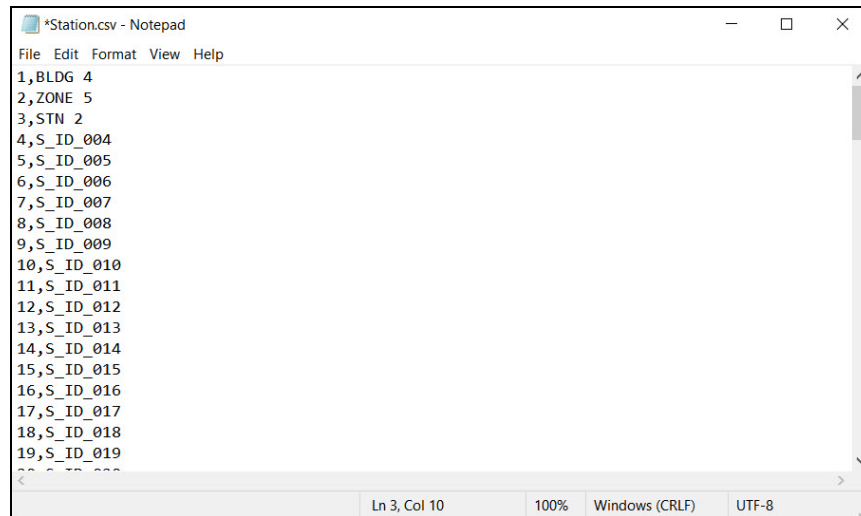 *Station.csv - Notepad
File Edit Format View Help
1,BLDG 4
2,ZONE 5
3,STN 2
4,S_ID_004
5,S_ID_005
6,S_ID_006
7,S_ID_007
8,S_ID_008
9,S_ID_009
10,S_ID_010
11,S_ID_011
12,S_ID_012
13,S_ID_013
14,S_ID_014
15,S_ID_015
16,S_ID_016
17,S_ID_017
18,S_ID_018
19,S_ID_019
Ln 3, Col 10 100% Windows (CRLF) UTF-8